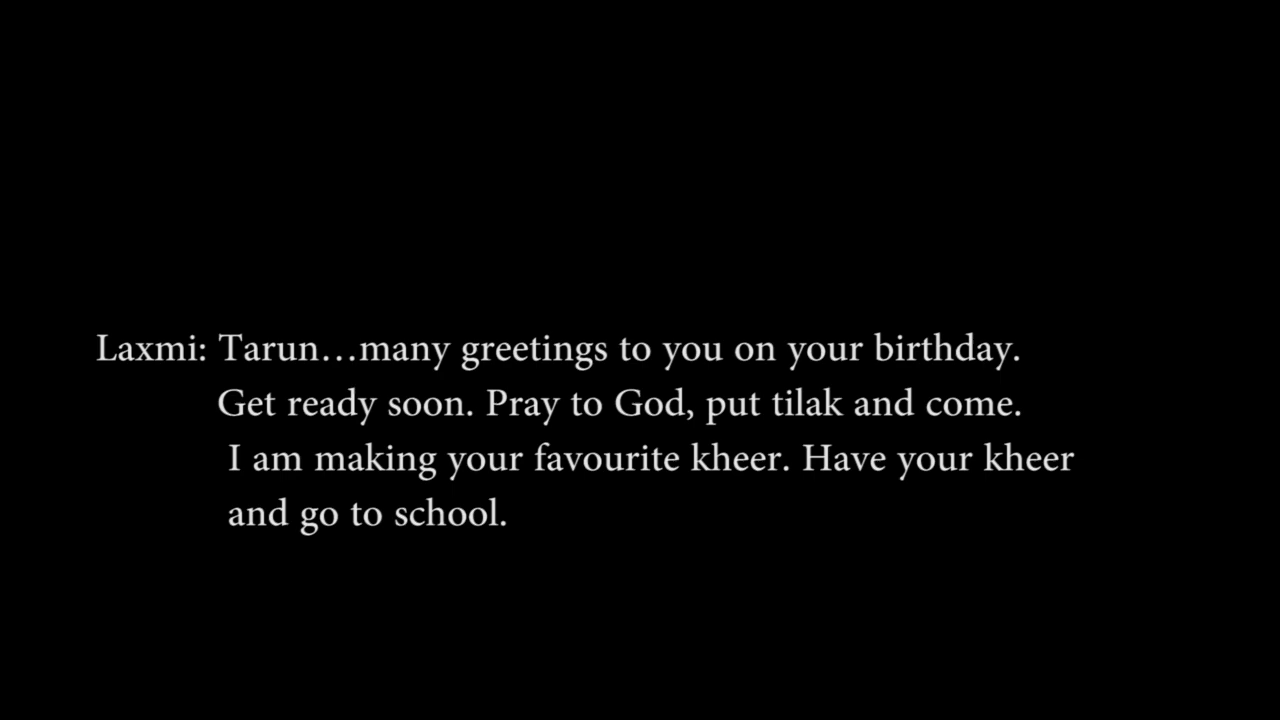 Laxmi: Tarun...many greetings to you on your birthday.
Get ready soon. Pray to God, put tilak and come.
I am making your favourite kheer. Have your kheer
and go to school.